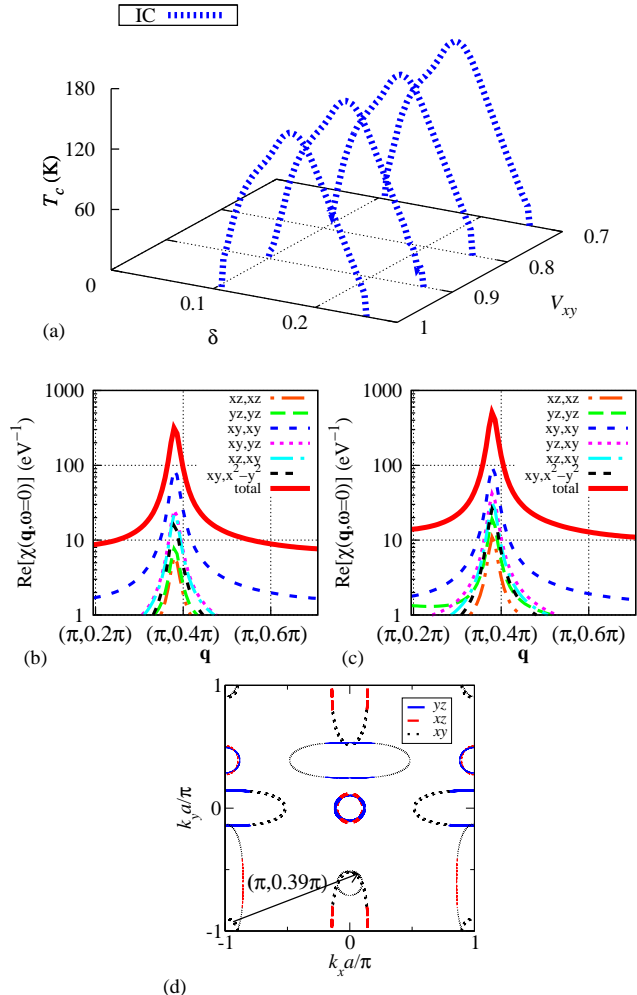 IC
180
120
60
0
T_c (K)
0.1
0.2
δ
0.7
0.8
0.9
1
V_xy
(a)
1000
100
10
1
Re[χ(q,ω=0)] (eV⁻¹)
xz,xz
yz,yz
xy,xy
xy,yz
xz,xy
xy,x²−y²
total
(π,0.2π) (π,0.4π) (π,0.6π)
q
(b)
1000
100
10
1
Re[χ(q,ω=0)] (eV⁻¹)
xz,xz
yz,yz
xy,xy
yz,xy
xz,xy
xy,x²−y²
total
(π,0.2π) (π,0.4π) (π,0.6π)
q
(c)
1
0
-1
k_y a/π
yz
xz
xy
(π,0.39π)
-1 0 1
k_x a/π
(d)